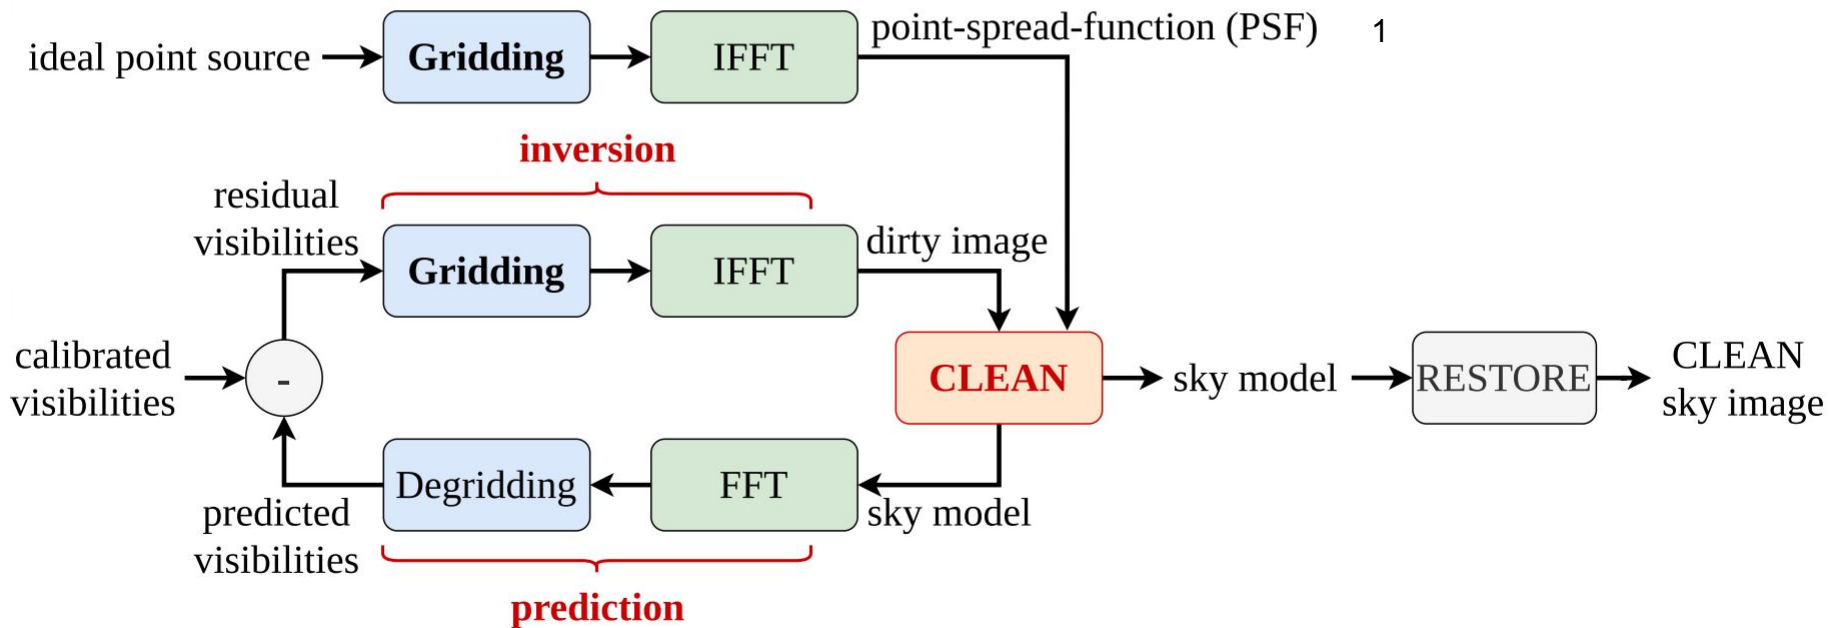 point-spread-function (PSF) 1
ideal point source
Gridding
IFFT
inversion
residual
visibilities
Gridding
IFFT
dirty image
calibrated
visibilities
-
CLEAN
sky model
RESTORE
CLEAN
sky image
Degridding
FFT
sky model
predicted
visibilities
prediction